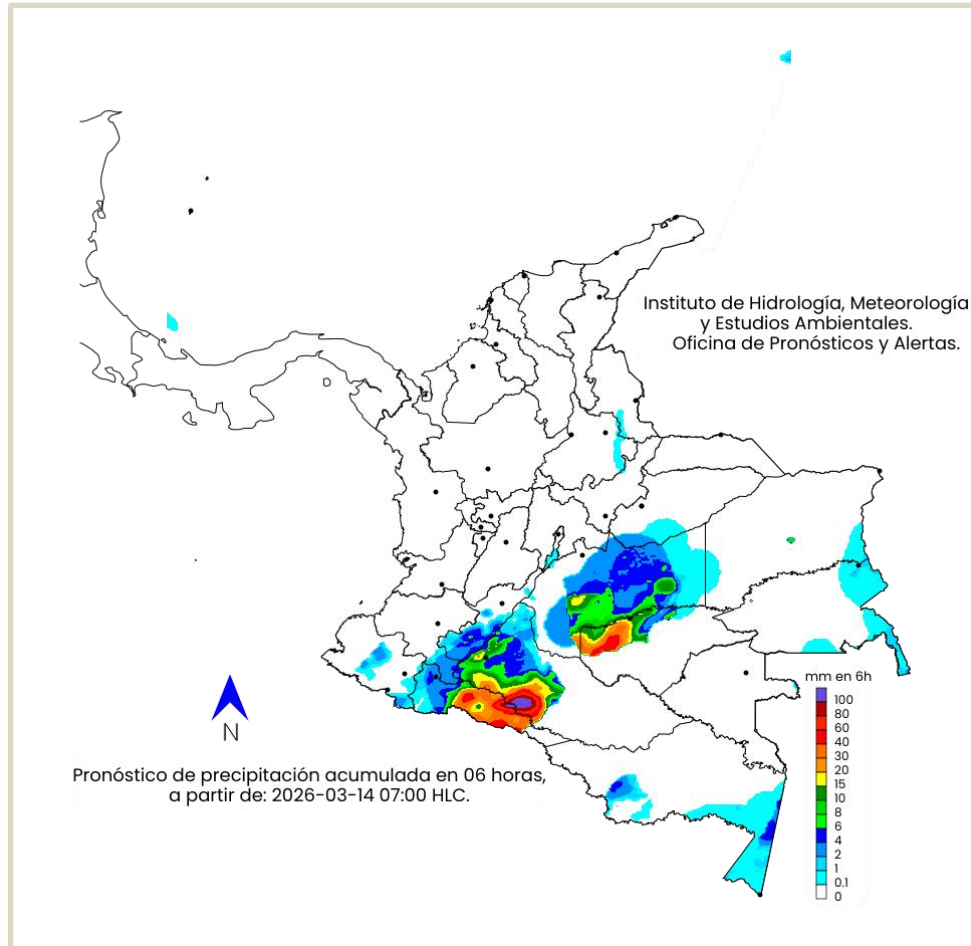 Instituto de Hidrología, Meteorología
y Estudios Ambientales.
Oficina de Pronósticos y Alertas.
mm en 6h
100
80
60
40
30
20
15
10
8
6
4
2
1
0.1
0
N
Pronóstico de precipitación acumulada en 06 horas,
a partir de: 2026-03-14 07:00 HLC.